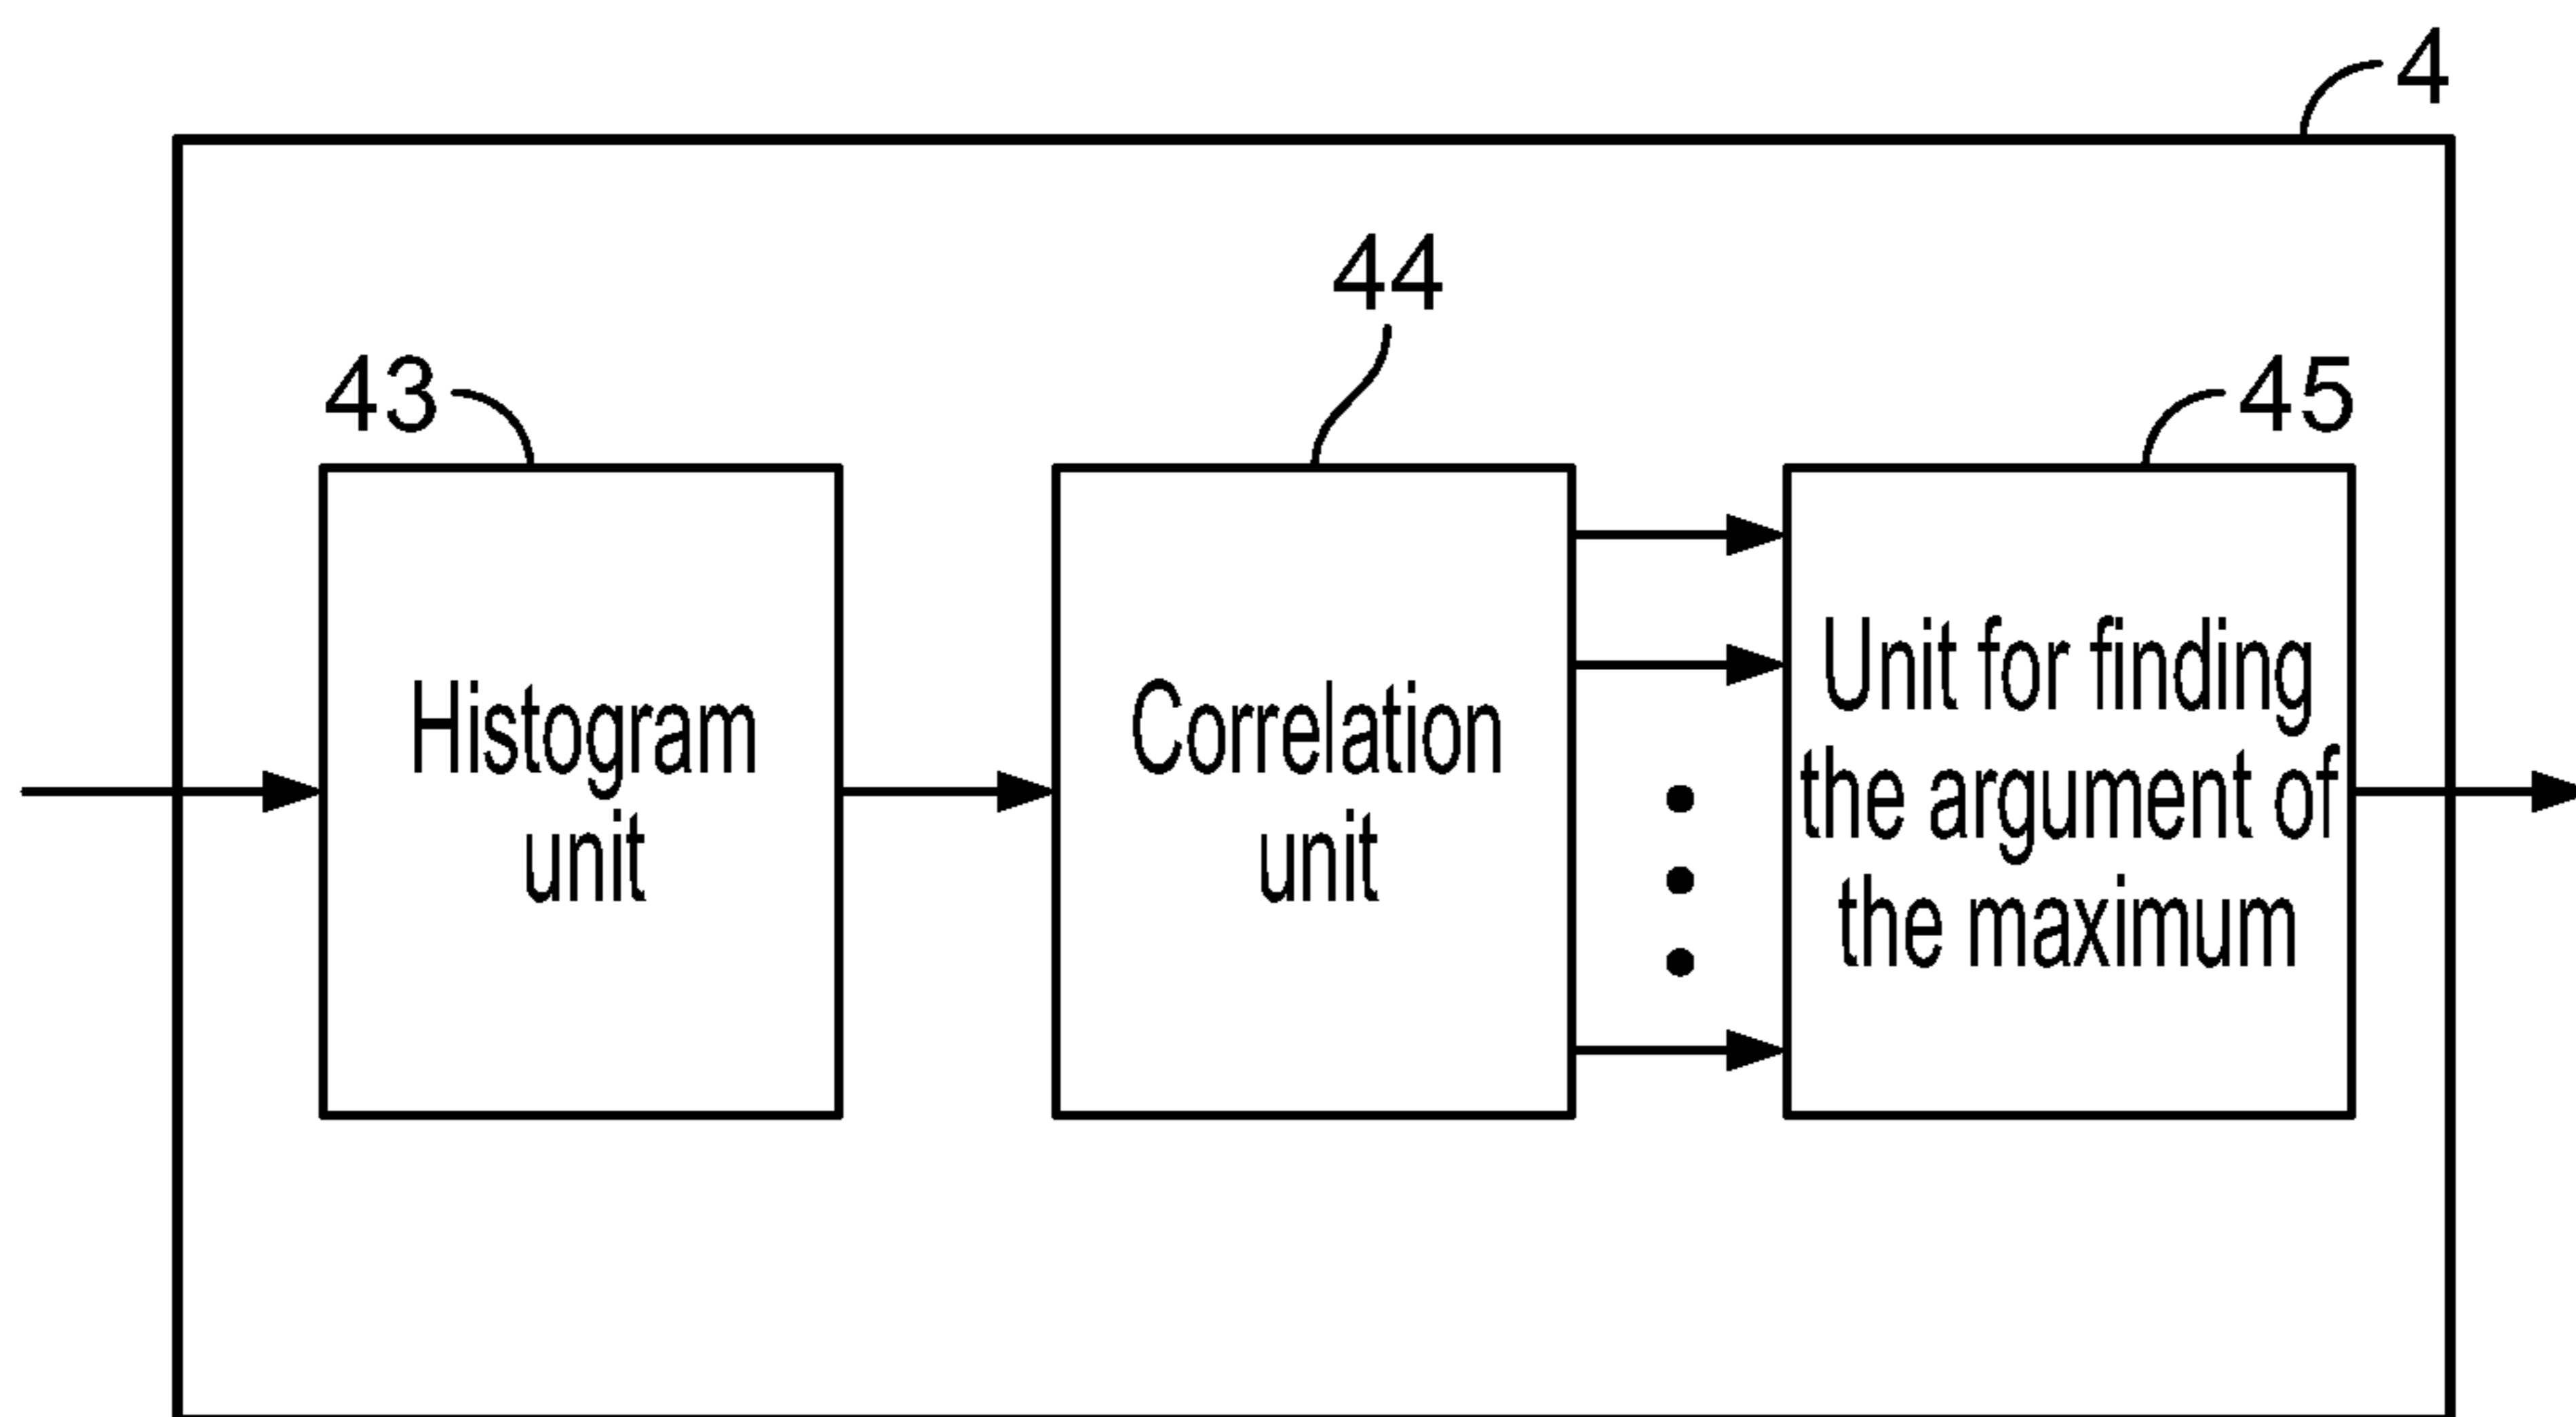 4
44
43
45
Histogram
unit
Correlation
unit
Unit for finding
the argument of
the maximum